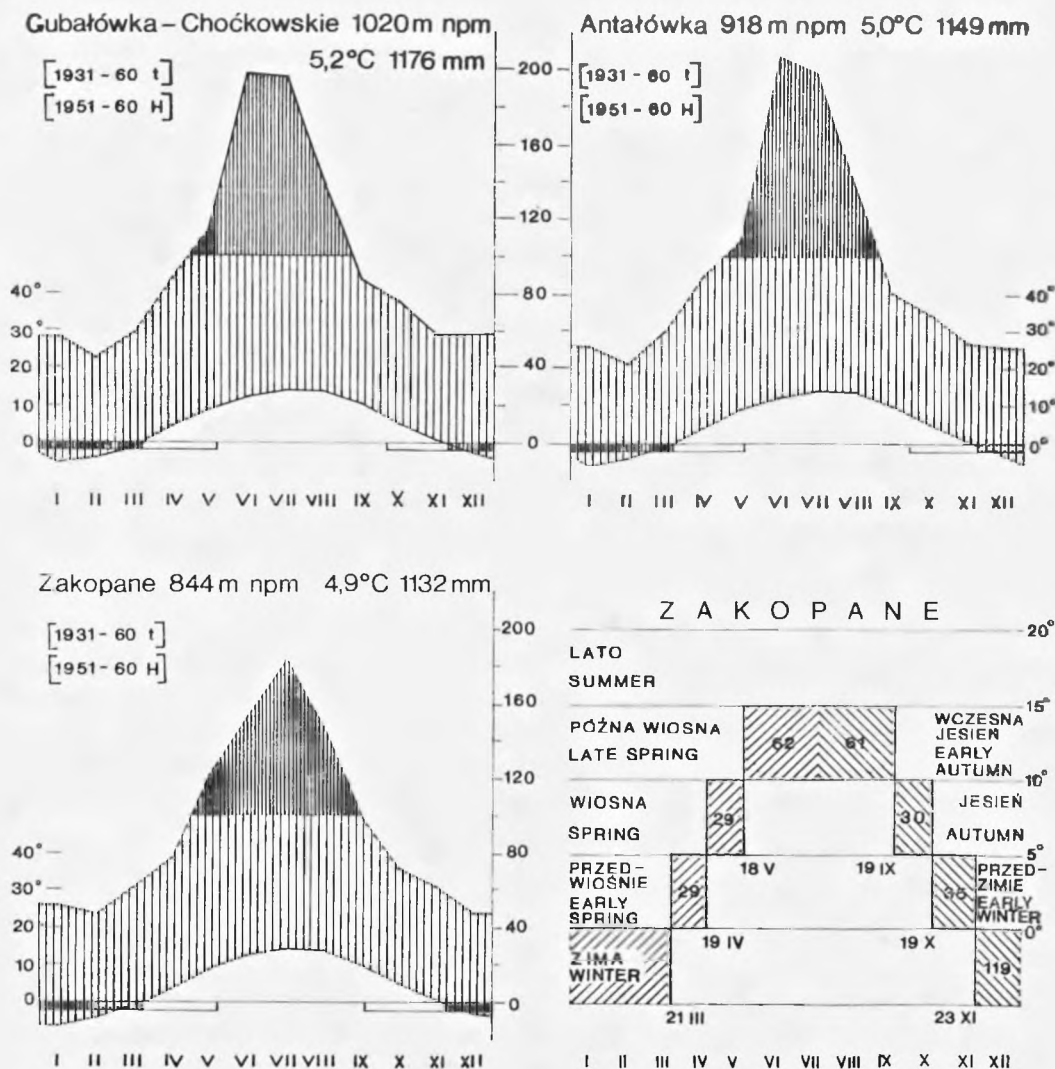 Gubałówka – Choćkowskie 1020 m npm
5,2°C 1176 mm
[1931 - 60 t]
[1951 - 60 H]
200
160
120
80
40
0
40°
30°
20
10
0
I II III IV V VI VII VIII IX X XI XII
Antałówka 918 m npm 5,0°C 1149 mm
[1931 - 60 t]
[1951 - 60 H]
40°
30°
20°
10°
0°
I II III IV V VI VII VIII IX X XI XII
Zakopane 844 m npm 4,9°C 1132 mm
[1931 - 60 t]
[1951 - 60 H]
200
160
120
80
40
0
40°
30°
20
10
0
I II III IV V VI VII VIII IX X XI XII
ZAKOPANE
20°
15°
10°
5°
0°
LATO
SUMMER
PÓŹNA WIOSNA
LATE SPRING
WIOSNA
SPRING
PRZED-
WIOŚNIE
EARLY
SPRING
ZIMA
WINTER
WCZESNA
JESIEŃ
EARLY
AUTUMN
JESIEŃ
AUTUMN
PRZED-
ZIMIE
EARLY
WINTER
62 61
29 30
18 V 19 IX
29 35
19 IV 19 X
119
21 III 23 XI
I II III IV V VI VII VIII IX X XI XII